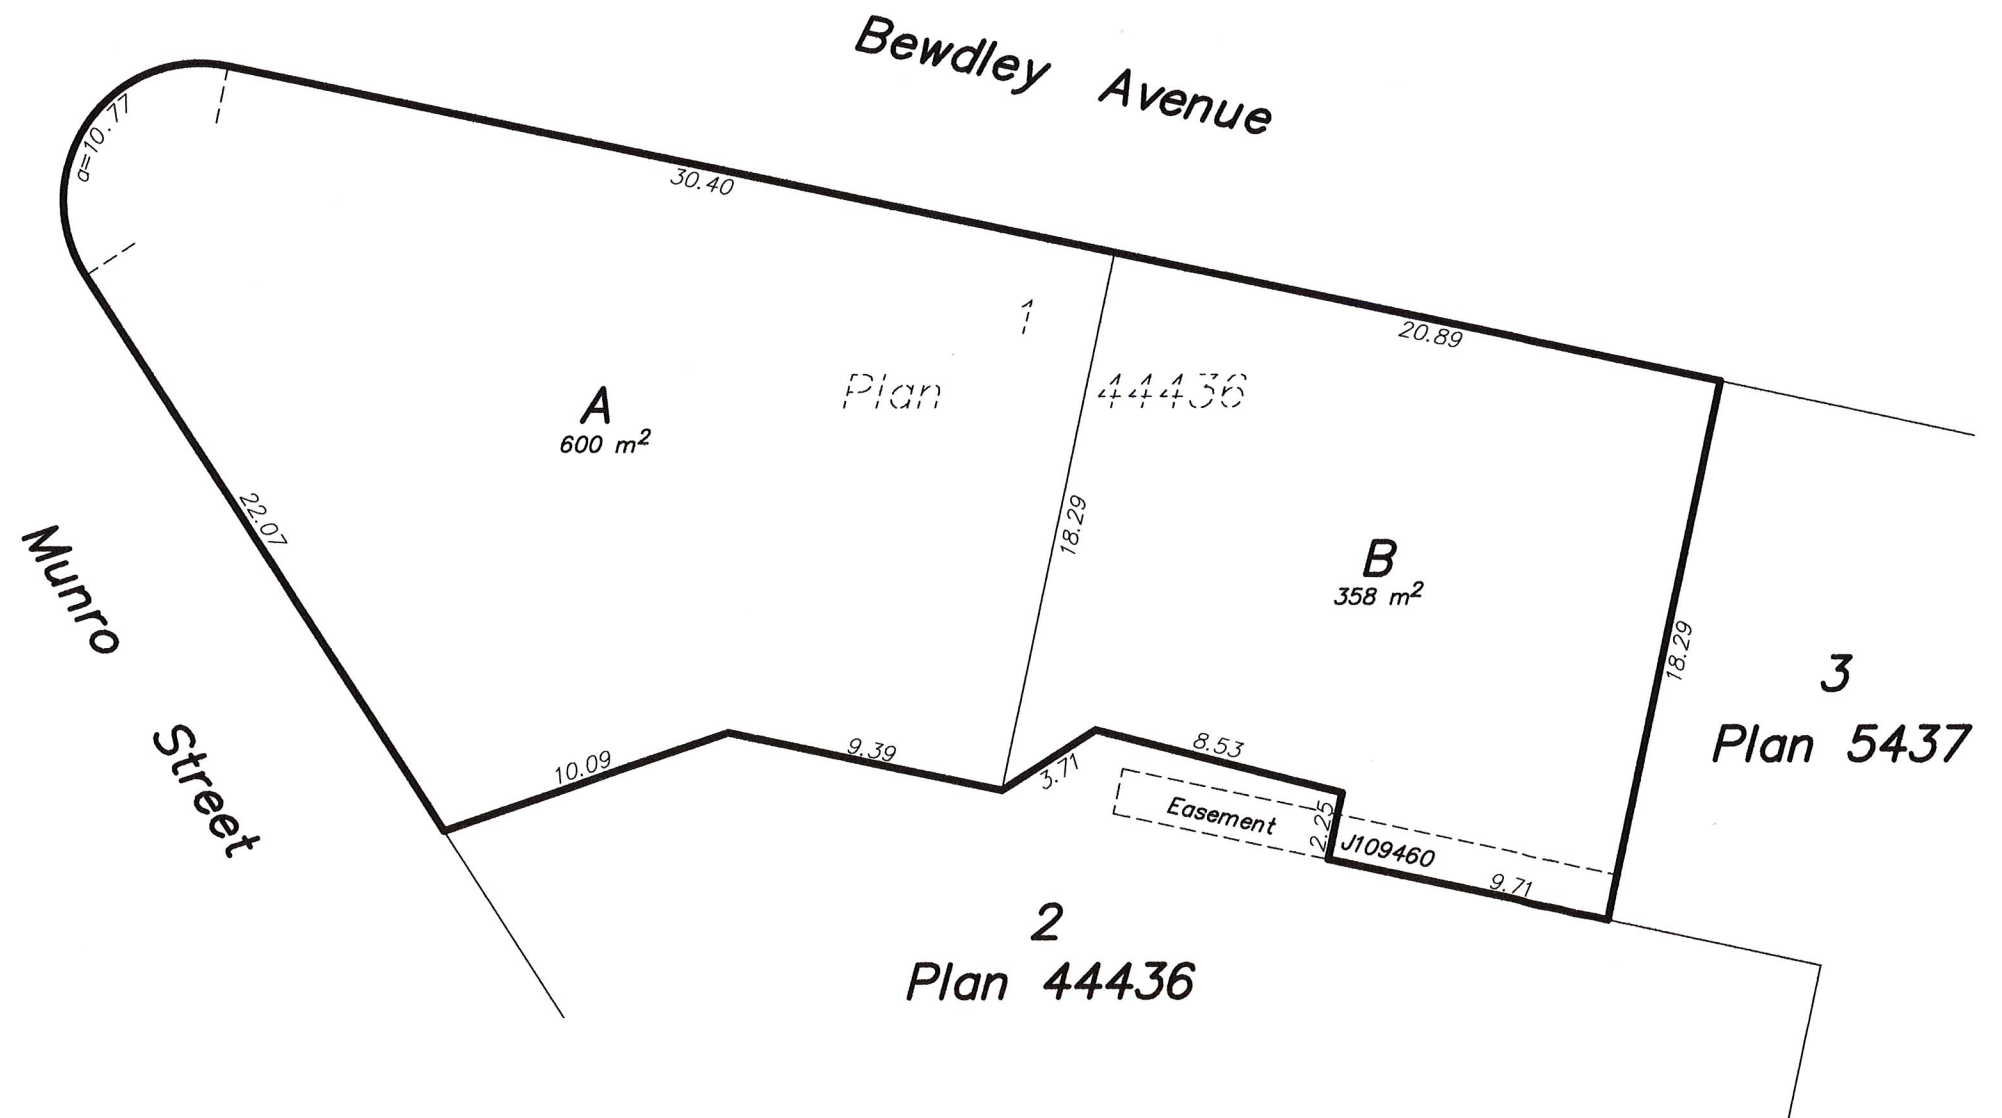 Bewdley Avenue
a=10.77
30.40
1
20.89
Plan 44436
A
600 m²
22.07
18.29
B
358 m²
Munro Street
18.29
3
Plan 5437
10.09
9.39
3.71
8.53
Easement
2.25
J109460
9.71
2
Plan 44436